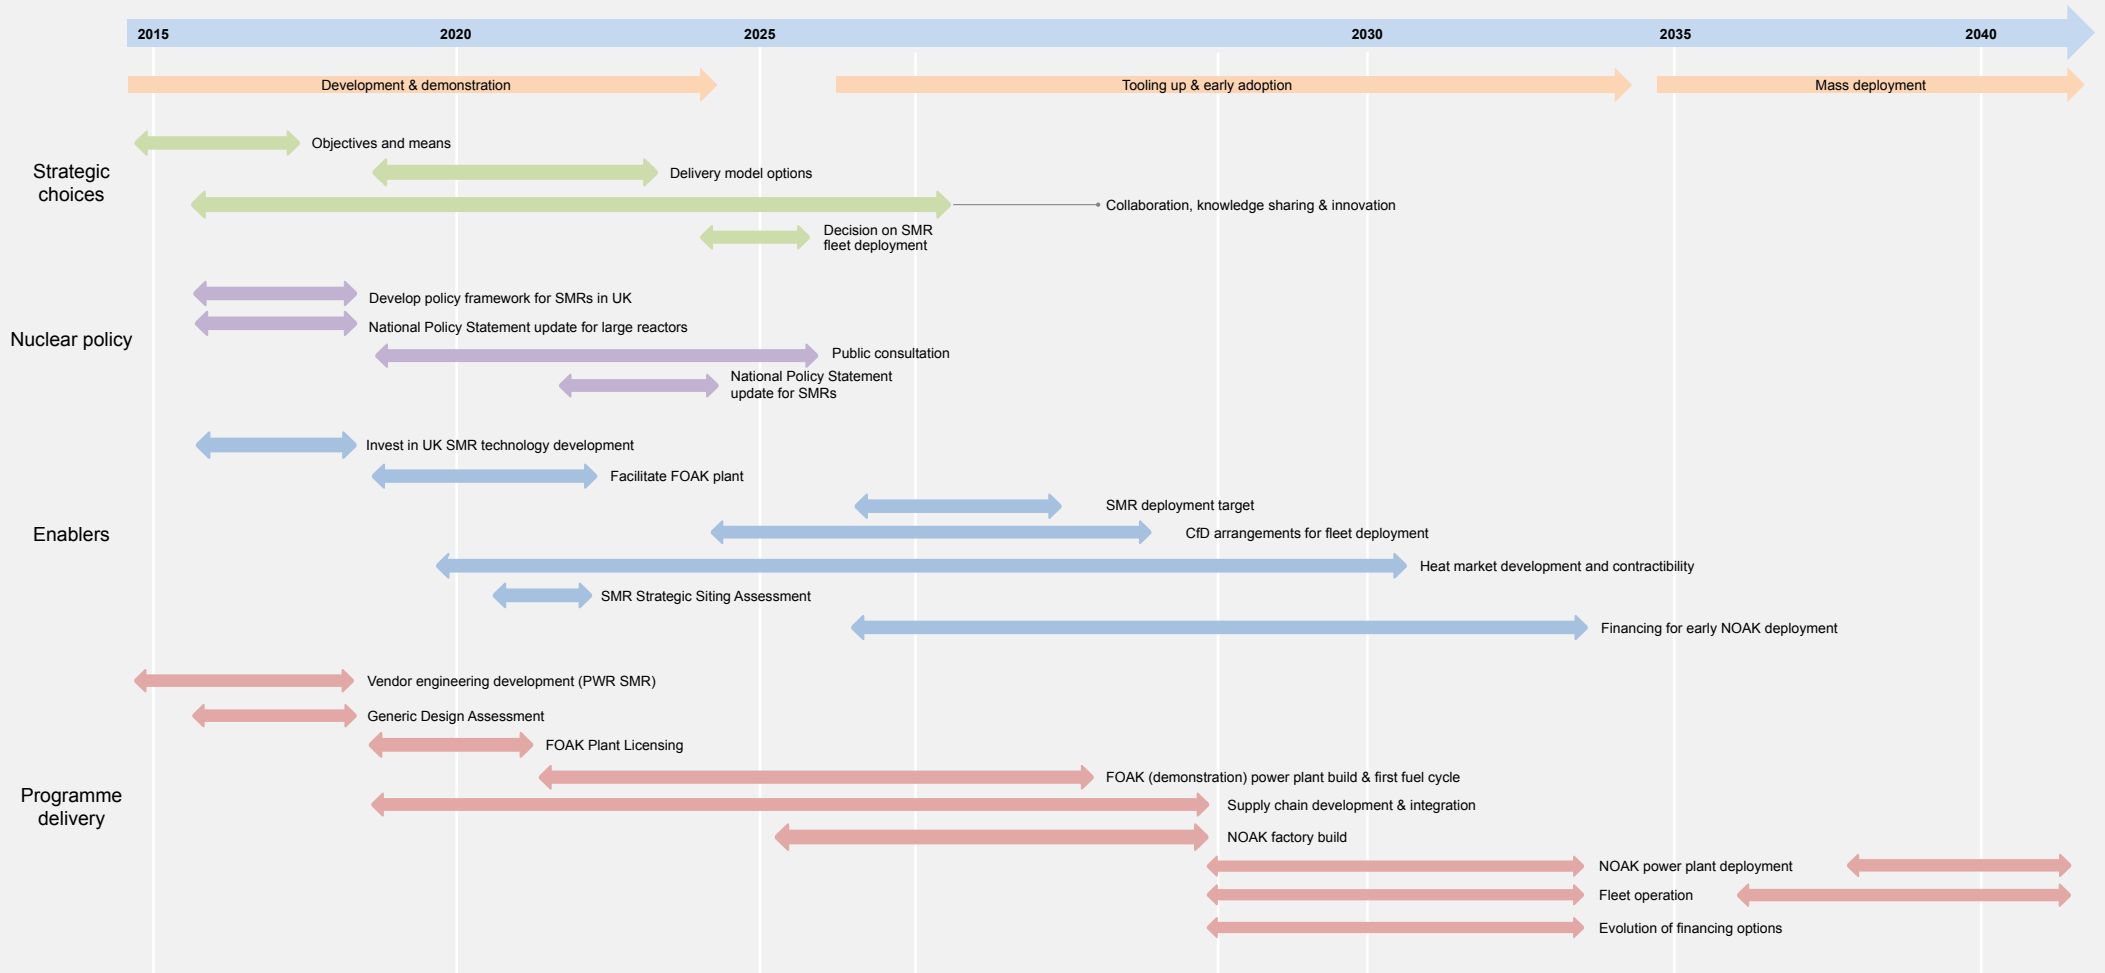 2015
2020
2025
2030
2035
2040
Development & demonstration
Tooling up & early adoption
Mass deployment
Strategic
choices
Objectives and means
Delivery model options
Collaboration, knowledge sharing & innovation
Decision on SMR
fleet deployment
Nuclear policy
Develop policy framework for SMRs in UK
National Policy Statement update for large reactors
Public consultation
National Policy Statement
update for SMRs
Enablers
Invest in UK SMR technology development
Facilitate FOAK plant
SMR deployment target
CfD arrangements for fleet deployment
Heat market development and contractibility
SMR Strategic Siting Assessment
Financing for early NOAK deployment
Programme
delivery
Vendor engineering development (PWR SMR)
Generic Design Assessment
FOAK Plant Licensing
FOAK (demonstration) power plant build & first fuel cycle
Supply chain development & integration
NOAK factory build
NOAK power plant deployment
Fleet operation
Evolution of financing options